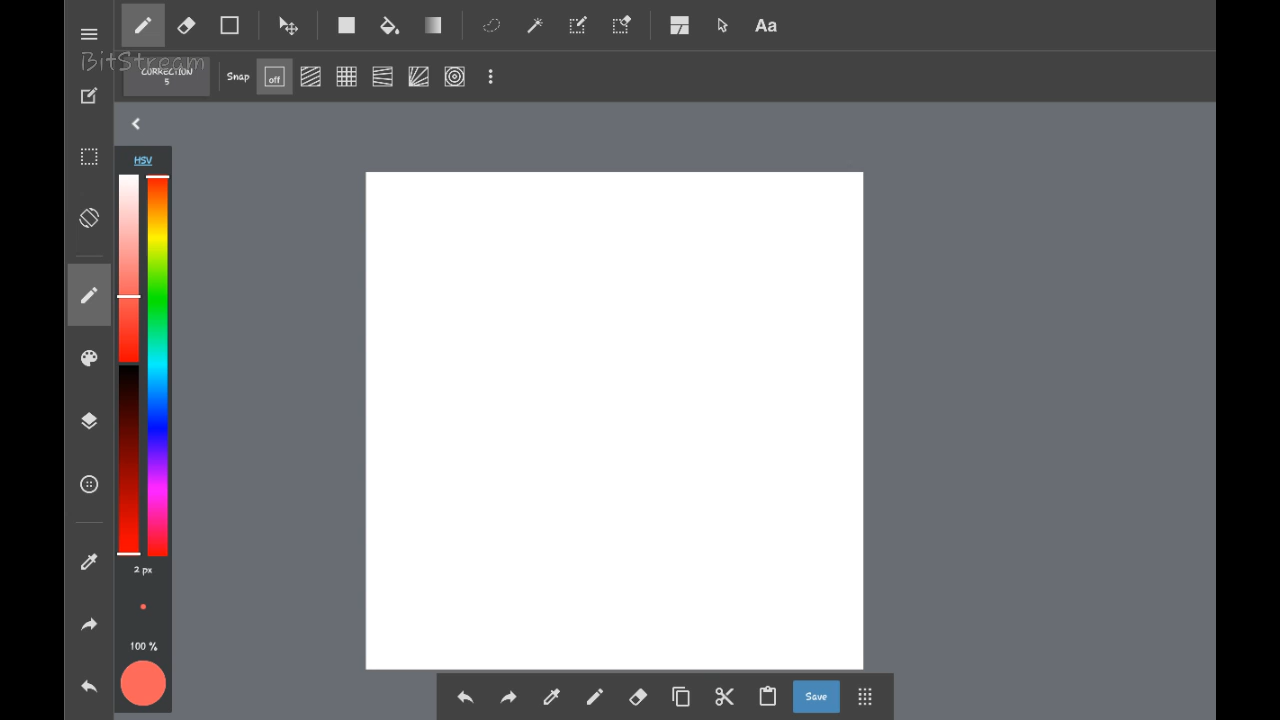 Aa
BitStream
CORRECTION
5
Snap
off
HSV
2 px
100 %
Save